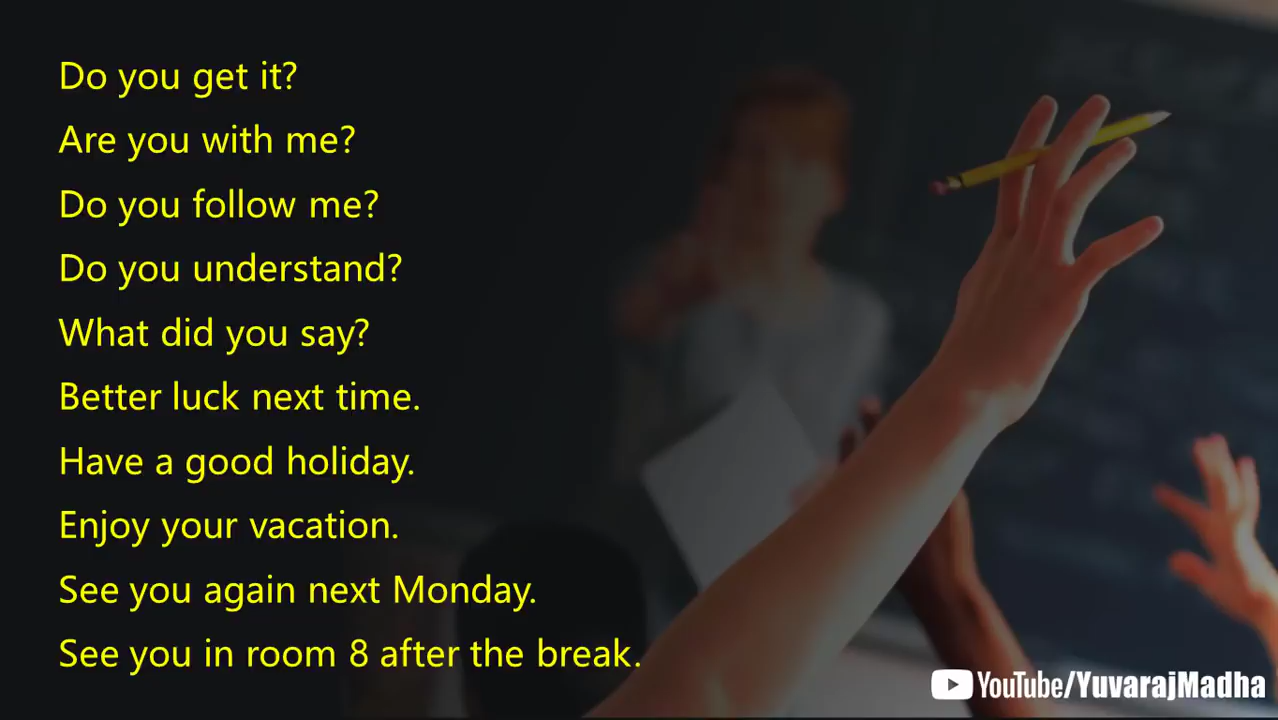 Do you get it?
Are you with me?
Do you follow me?
Do you understand?
What did you say?
Better luck next time.
Have a good holiday.
Enjoy your vacation.
See you again next Monday.
See you in room 8 after the break.
YouTube/YuvarajMadha